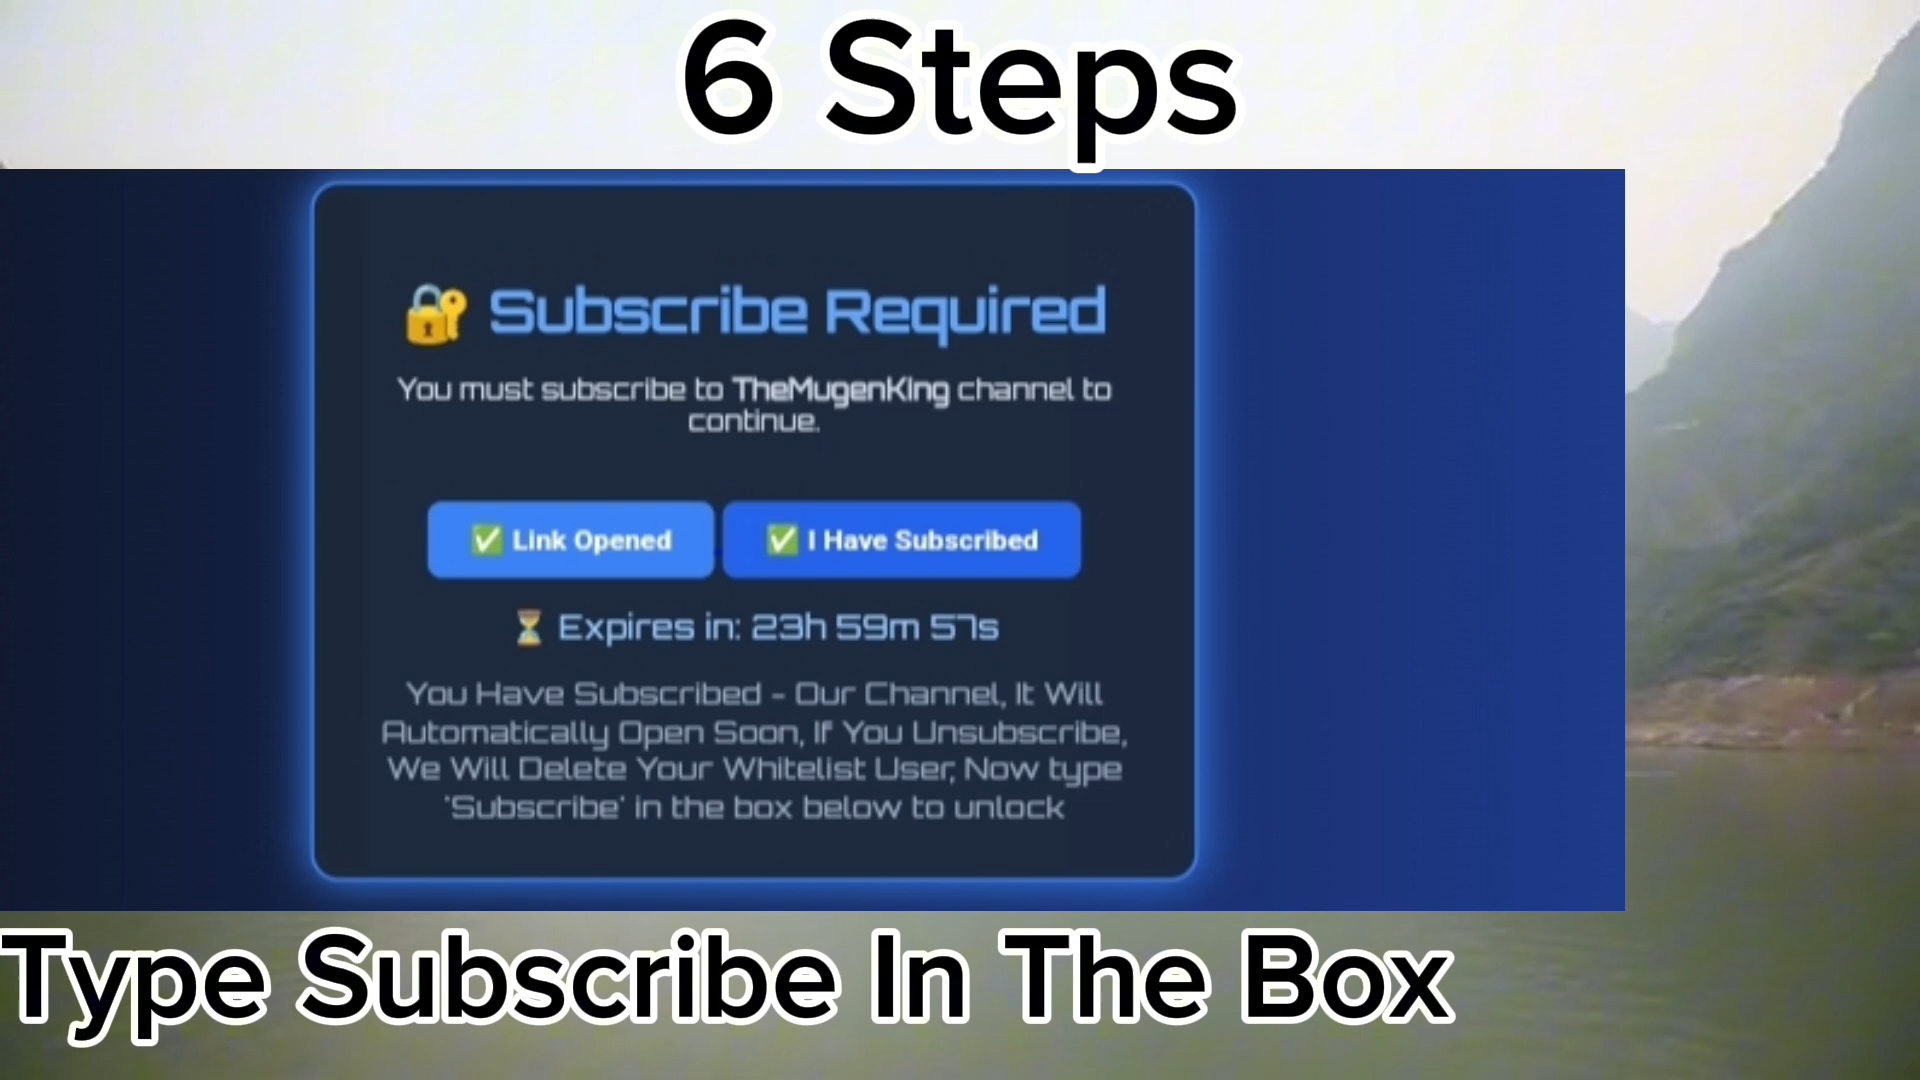 6 Steps
🔐 Subscribe Required
You must subscribe to TheMugenKing channel to
continue.
✅ Link Opened
✅ I Have Subscribed
⏳ Expires in: 23h 59m 57s
You Have Subscribed - Our Channel, It Will
Automatically Open Soon, If You Unsubscribe,
We Will Delete Your Whitelist User, Now type
'Subscribe' in the box below to unlock
Type Subscribe In The Box